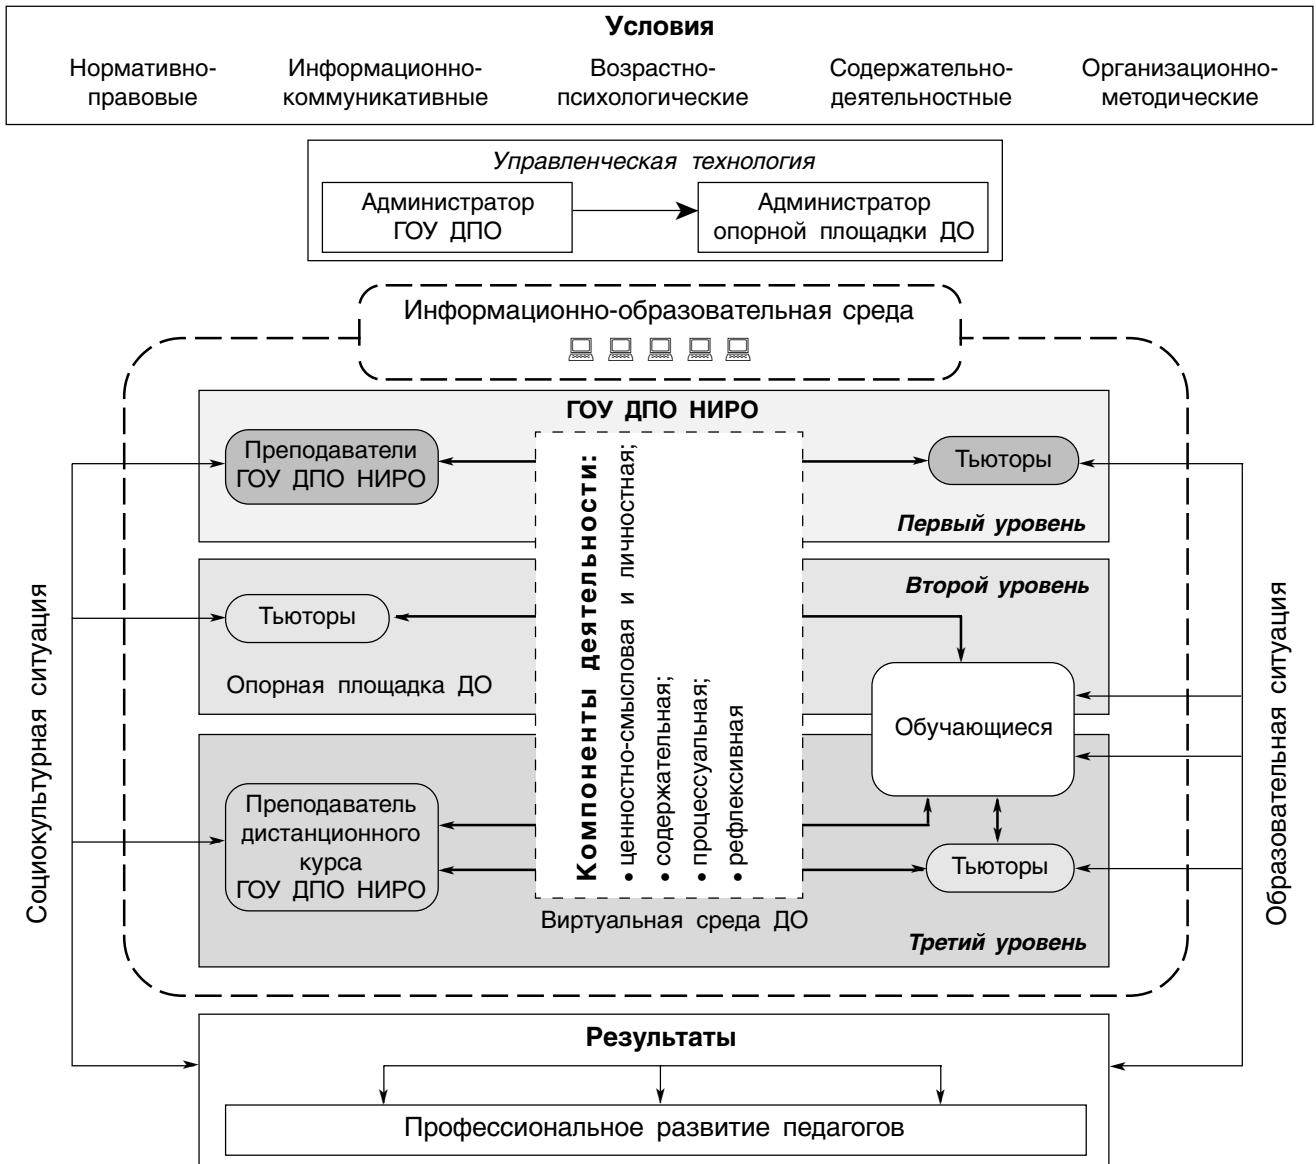 Условия
Нормативно-
правовые
Информационно-
коммуникативные
Возрастно-
психологические
Содержательно-
деятельностные
Организационно-
методические
Управленческая технология
Администратор
ГОУ ДПО
Администратор
опорной площадки ДО
Информационно-образовательная среда
ГОУ ДПО НИРО
Преподаватели
ГОУ ДПО НИРО
Тьюторы
Первый уровень
Второй уровень
Тьюторы
Опорная площадка ДО
Обучающиеся
Компоненты деятельности:
• ценностно-смысловая и личностная;
• содержательная;
• процессуальная;
• рефлексивная
Преподаватель
дистанционного
курса
ГОУ ДПО НИРО
Тьюторы
Виртуальная среда ДО
Третий уровень
Социокультурная ситуация
Образовательная ситуация
Результаты
Профессиональное развитие педагогов